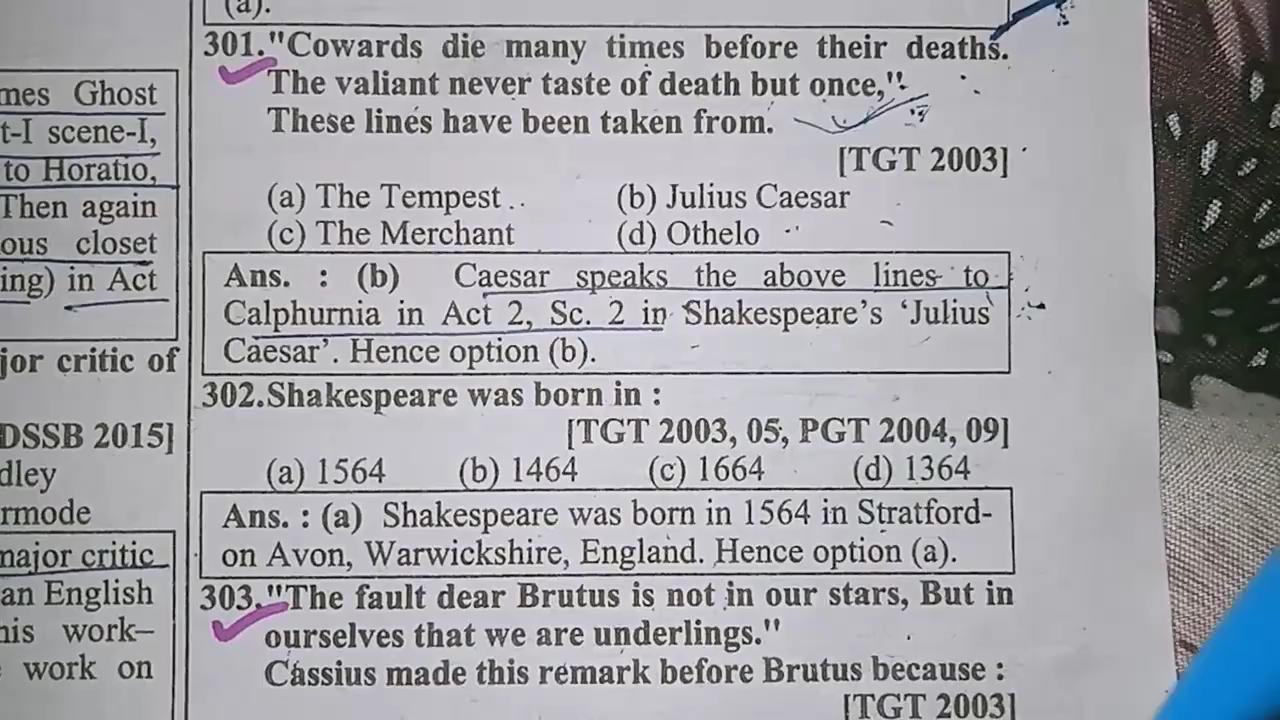 (a).
mes Ghost
t-I scene-I,
to Horatio,
Then again
ous closet
ing) in Act
jor critic of
DSSB 2015]
dley
rmode
major critic
an English
his work–
work on
301."Cowards die many times before their deaths.
The valiant never taste of death but once,"
These lines have been taken from.
[TGT 2003]
(a) The Tempest (b) Julius Caesar
(c) The Merchant (d) Othelo
Ans. : (b) Caesar speaks the above lines to
Calphurnia in Act 2, Sc. 2 in Shakespeare's 'Julius
Caesar'. Hence option (b).
302.Shakespeare was born in :
[TGT 2003, 05, PGT 2004, 09]
(a) 1564 (b) 1464 (c) 1664 (d) 1364
Ans. : (a) Shakespeare was born in 1564 in Stratford-
on Avon, Warwickshire, England. Hence option (a).
303."The fault dear Brutus is not in our stars, But in
ourselves that we are underlings."
Cassius made this remark before Brutus because :
[TGT 2003]